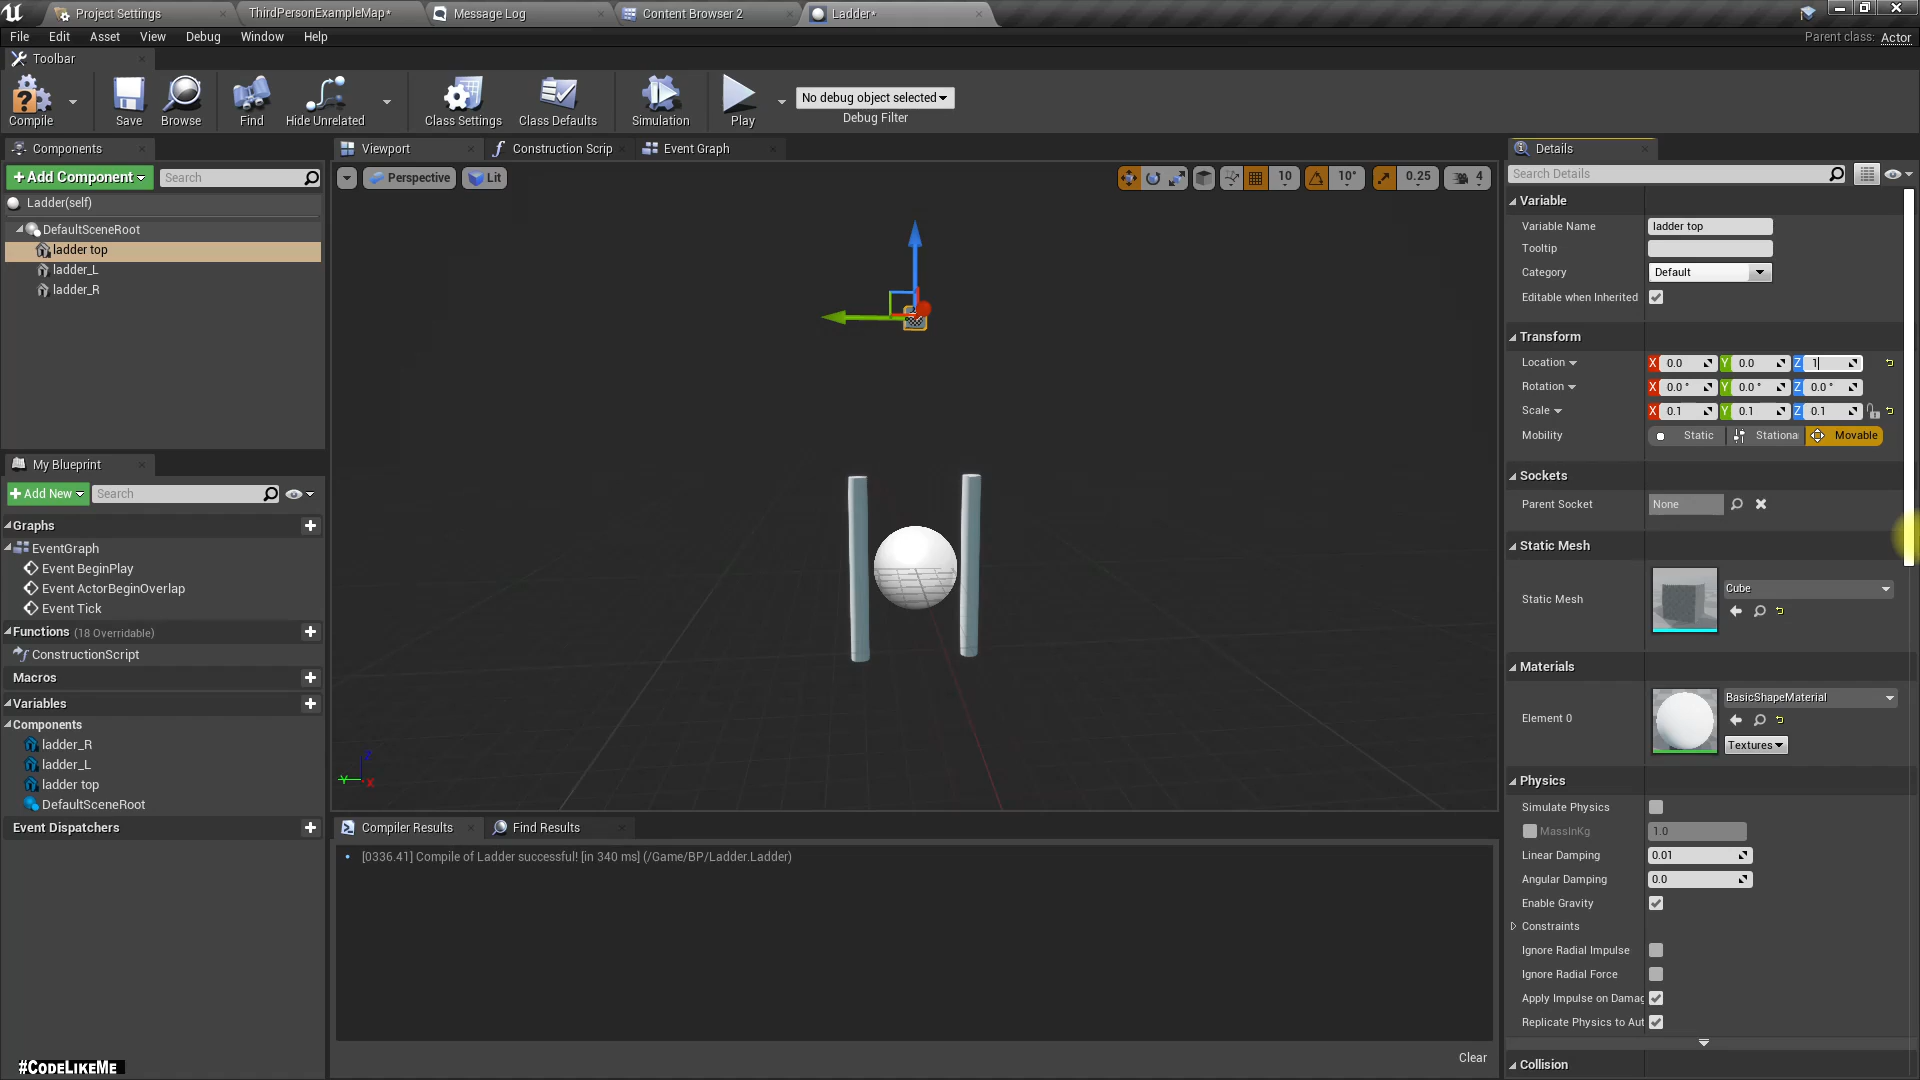 Project Settings
ThirdPersonExampleMap*
Message Log
Content Browser 2
Ladder*
File
Edit
Asset
View
Debug
Window
Help
Parent class: Actor
Toolbar
Compile
Save
Browse
Find
Hide Unrelated
Class Settings
Class Defaults
Simulation
Play
No debug object selected
Debug Filter
Components
+ Add Component
Search
Ladder(self)
DefaultSceneRoot
ladder top
ladder_L
ladder_R
My Blueprint
+ Add New
Search
Graphs
EventGraph
Event BeginPlay
Event ActorBeginOverlap
Event Tick
Functions (18 Overridable)
ConstructionScript
Macros
Variables
Components
ladder_R
ladder_L
ladder top
DefaultSceneRoot
Event Dispatchers
#CODELIKEME
Viewport
Construction Scrip
Event Graph
Perspective
Lit
10
10°
0.25
4
Z
Y
X
Compiler Results
Find Results
• [0336.41] Compile of Ladder successful! [in 340 ms] (/Game/BP/Ladder.Ladder)
Clear
Details
Search Details
Variable
Variable Name ladder top
Tooltip
Category Default
Editable when Inherited
Transform
Location X 0.0 Y 0.0 Z 1
Rotation X 0.0 ° Y 0.0 ° Z 0.0 °
Scale X 0.1 Y 0.1 Z 0.1
Mobility Static Stationa Movable
Sockets
Parent Socket None
Static Mesh
Static Mesh Cube
Materials
Element 0 BasicShapeMaterial
Textures
Physics
Simulate Physics
MassInKg 1.0
Linear Damping 0.01
Angular Damping 0.0
Enable Gravity
Constraints
Ignore Radial Impulse
Ignore Radial Force
Apply Impulse on Damag
Replicate Physics to Aut
Collision